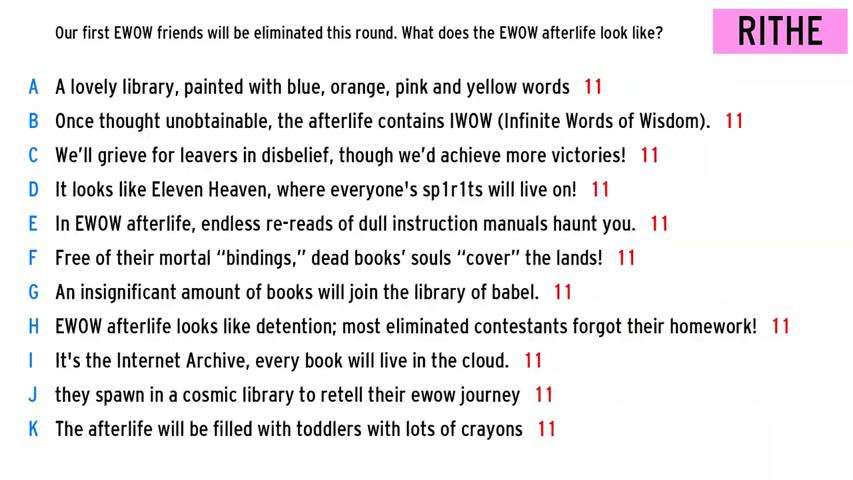 Our first EWOW friends will be eliminated this round. What does the EWOW afterlife look like?
RITHE
A A lovely library, painted with blue, orange, pink and yellow words 11
B Once thought unobtainable, the afterlife contains IWOW (Infinite Words of Wisdom). 11
C We'll grieve for leavers in disbelief, though we'd achieve more victories! 11
D It looks like Eleven Heaven, where everyone's sp1r1ts will live on! 11
E In EWOW afterlife, endless re-reads of dull instruction manuals haunt you. 11
F Free of their mortal “bindings,” dead books’ souls “cover” the lands! 11
G An insignificant amount of books will join the library of babel. 11
H EWOW afterlife looks like detention; most eliminated contestants forgot their homework! 11
I It's the Internet Archive, every book will live in the cloud. 11
J they spawn in a cosmic library to retell their ewow journey 11
K The afterlife will be filled with toddlers with lots of crayons 11